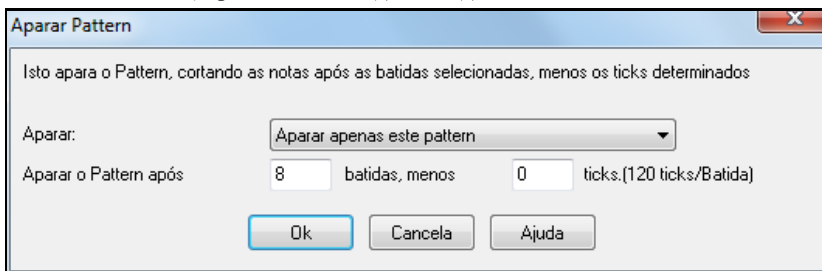 Aparar Pattern
Isto apara o Pattern, cortando as notas após as batidas selecionadas, menos os ticks determinados
Aparar: Aparar apenas este pattern
Aparar o Pattern após 8 batidas, menos 0 ticks.(120 ticks/Batida)
Ok Cancela Ajuda